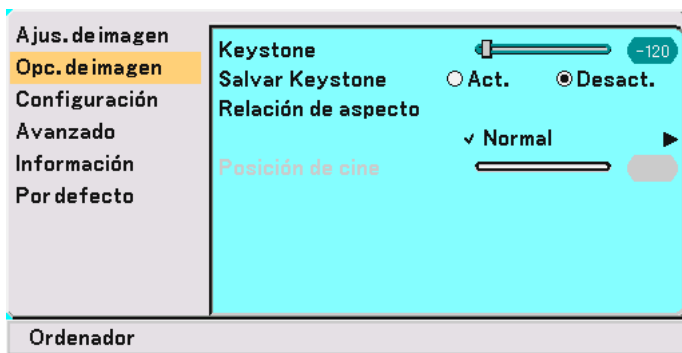 Ajus. de imagen
Opc. de imagen
Configuración
Avanzado
Información
Por defecto
Keystone -120
Salvar Keystone Act. Desact.
Relación de aspecto
✓ Normal ▶
Posición de cine
Ordenador